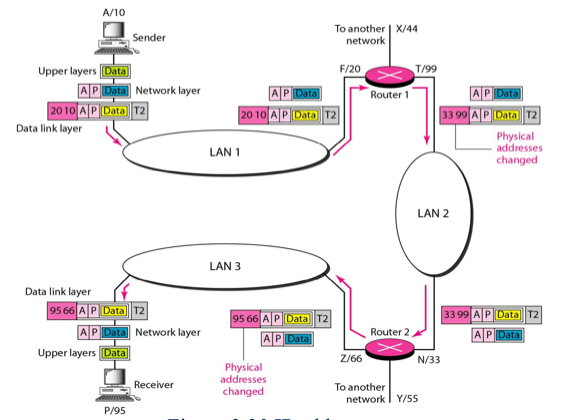 A/10
Sender
To another network
X/44
Upper layers
Data
F/20
T/99
A P Data
Network layer
A P Data
Router 1
A P Data
20 10 A P Data T2
20 10 A P Data T2
33 99 A P Data T2
Data link layer
Physical
addresses
changed
LAN 1
LAN 2
LAN 3
Data link layer
95 66 A P Data T2
95 66 A P Data T2
33 99 A P Data T2
A P Data
Network layer
A P Data
Router 2
A P Data
Upper layers
Data
Z/66
N/33
Physical
addresses
changed
Receiver
To another
network
Y/55
P/95